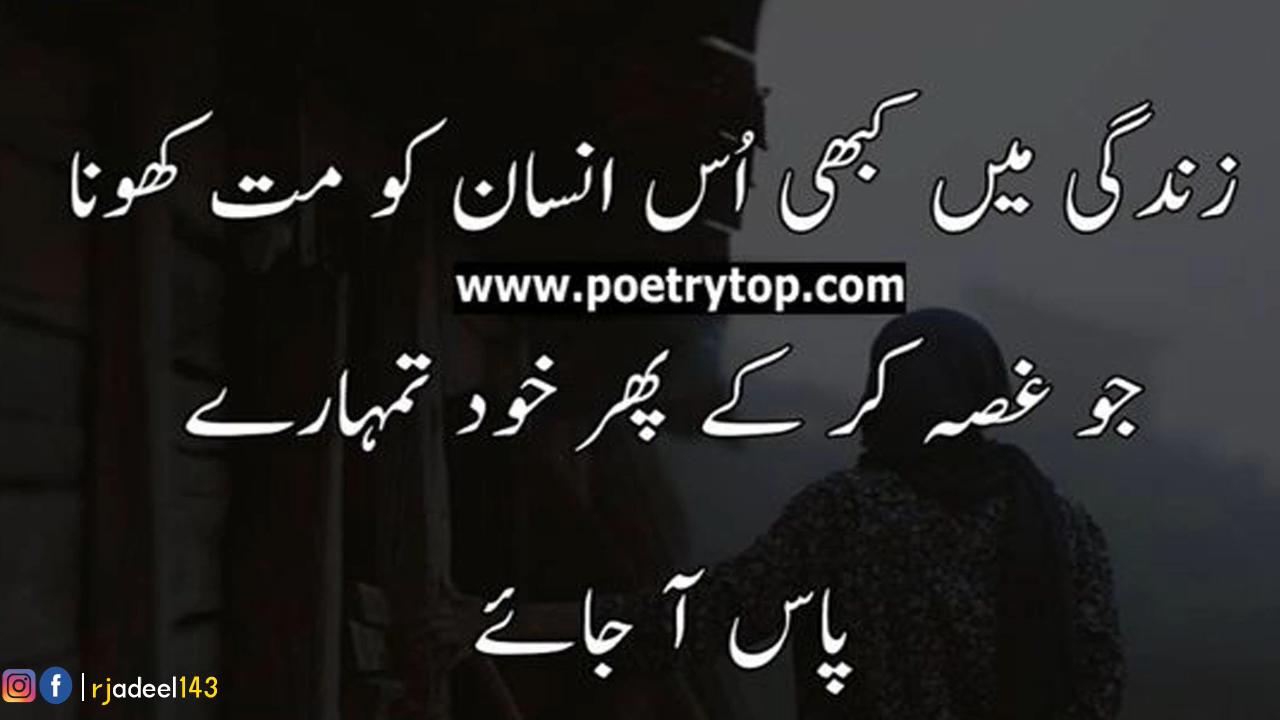 زندگی میں کبھی اُس انسان کو مت کھونا
www.poetrytop.com
جو غصہ کر کے پھر خود تمہارے
پاس آ جائے
|rjadeel143